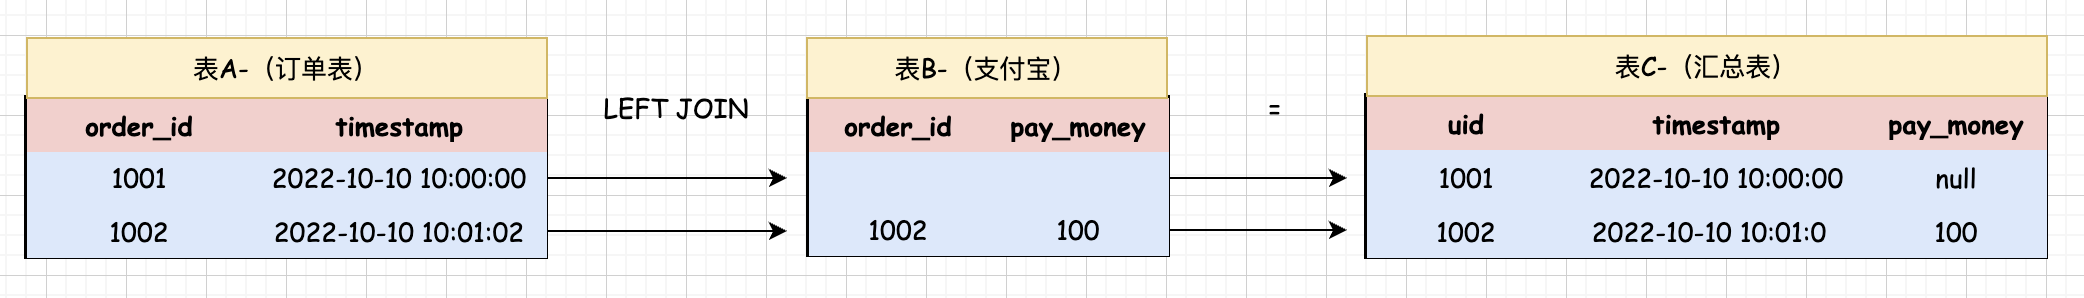 表A-（订单表）
order_id timestamp
1001 2022-10-10 10:00:00
1002 2022-10-10 10:01:02
LEFT JOIN
表B-（支付宝）
order_id pay_money
1002 100
=
表C-（汇总表）
uid timestamp pay_money
1001 2022-10-10 10:00:00 null
1002 2022-10-10 10:01:0 100